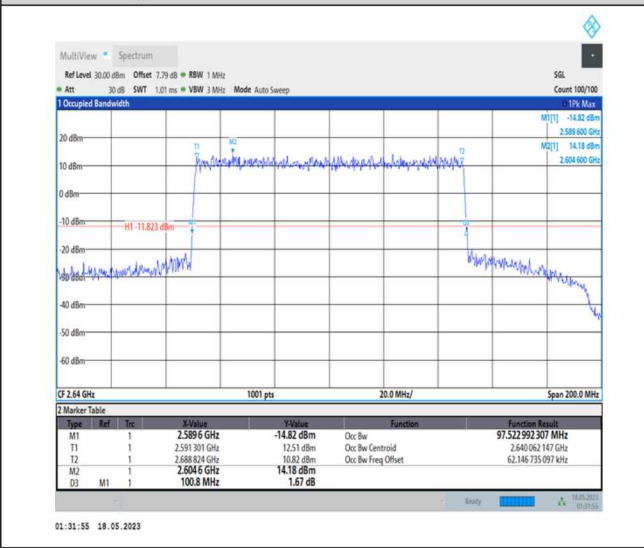 MultiView Spectrum
Ref Level 30.00 dBm Offset 7.79 dB RBW 1 MHz SGL
Att 30 dB SWT 1.01 ms VBW 3 MHz Mode Auto Sweep Count 100/100
1 Occupied Bandwidth 1Pk Max
M1[1] -14.82 dBm
2.589 600 GHz
M2[1] 14.18 dBm
2.604 600 GHz
20 dBm
T1 M2 T2
10 dBm
0 dBm
-10 dBm
M1
H1 -11.823 dBm
-20 dBm
-30 dBm
-40 dBm
-50 dBm
-60 dBm
CF 2.64 GHz 1001 pts 20.0 MHz/ Span 200.0 MHz
2 Marker Table
Type Ref Trc X-Value Y-Value Function Function Result
M1 1 2.5896 GHz -14.82 dBm Occ Bw 97.522 992 307 MHz
T1 1 2.591 301 GHz 12.51 dBm Occ Bw Centroid 2.640 062 147 GHz
T2 1 2.688 824 GHz 10.82 dBm Occ Bw Freq Offset 62.146 735 097 kHz
M2 1 2.6046 GHz 14.18 dBm
D3 M1 1 100.8 MHz 1.67 dB
Ready 18.05.2023
01:31:55
01:31:55 18.05.2023